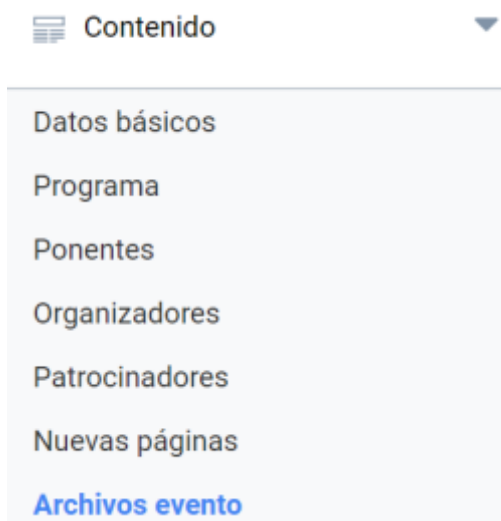 Contenido
Datos básicos
Programa
Ponentes
Organizadores
Patrocinadores
Nuevas páginas
Archivos evento